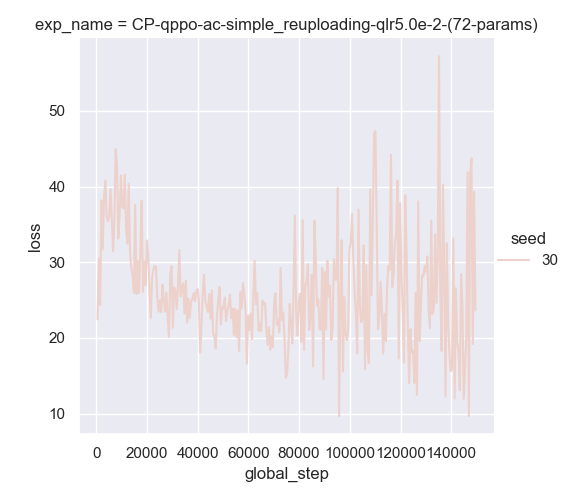 exp_name = CP-qppo-ac-simple_reuploading-qlr5.0e-2-(72-params)
50
40
30
20
10
loss
0 20000 40000 60000 80000 100000 120000 140000
global_step
seed
30